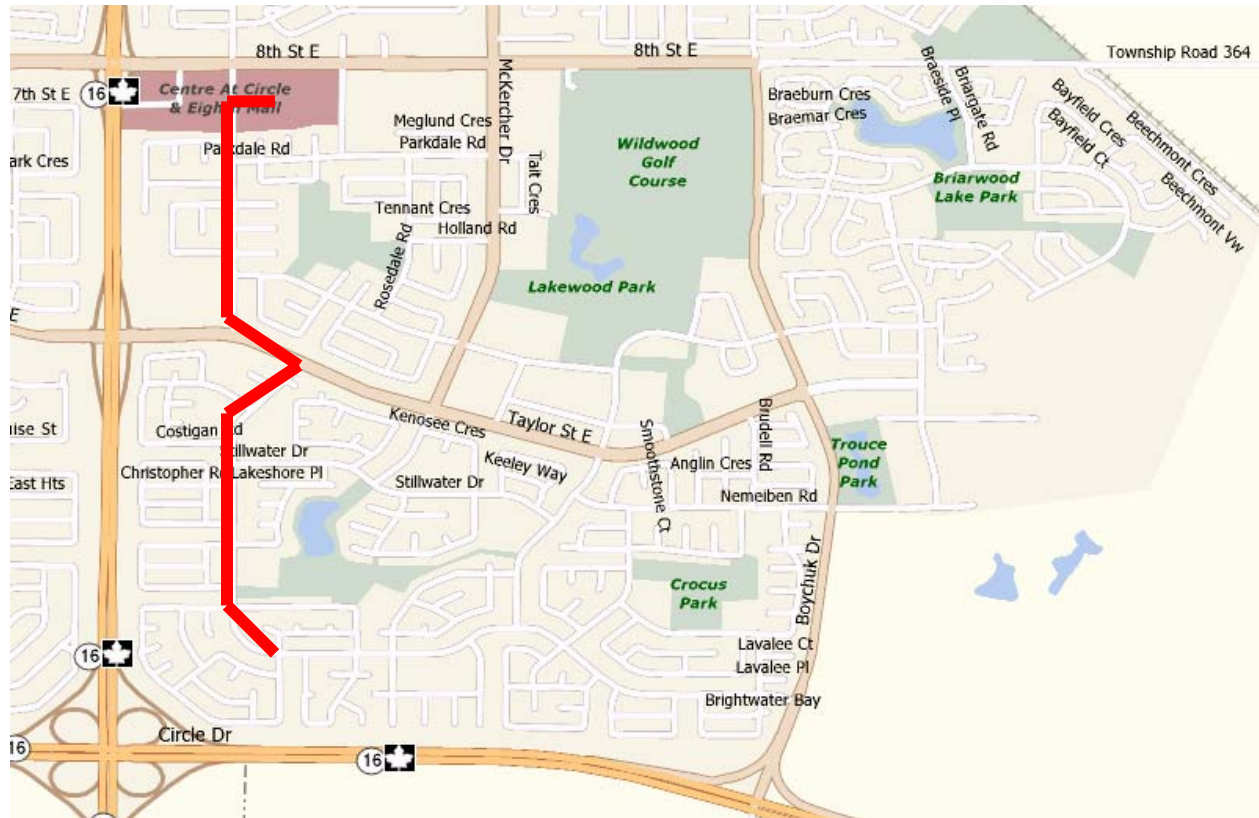 8th St E
8th St E
Township Road 364
McKercher Dr
16
7th St E
Centre At Circle
& Eighth Mall
Braeburn Cres
Braemar Cres
Braeside Pl
Briargate Rd
Bayfield Cres
Bayfield Ct
Beechmont Cres
Beechmont Vw
Meglund Cres
Parkdale Rd
Parkdale Rd
ark Cres
Tait Cres
Wildwood
Golf
Course
Briarwood
Lake Park
Tennant Cres
Holland Rd
Rosedale Rd
Lakewood Park
E
Kenosee Cres
Taylor St E
Smoothstone Ct
Brudell Rd
uise St
Costigan Rd
Stillwater Dr
Christopher Rd
Lakeshore Pl
East Hts
Stillwater Dr
Keeley Way
Anglin Cres
Nemeiben Rd
Trouce
Pond
Park
Boychuk Dr
Crocus
Park
Lavalee Ct
Lavalee Pl
Brightwater Bay
16
Circle Dr
16
16